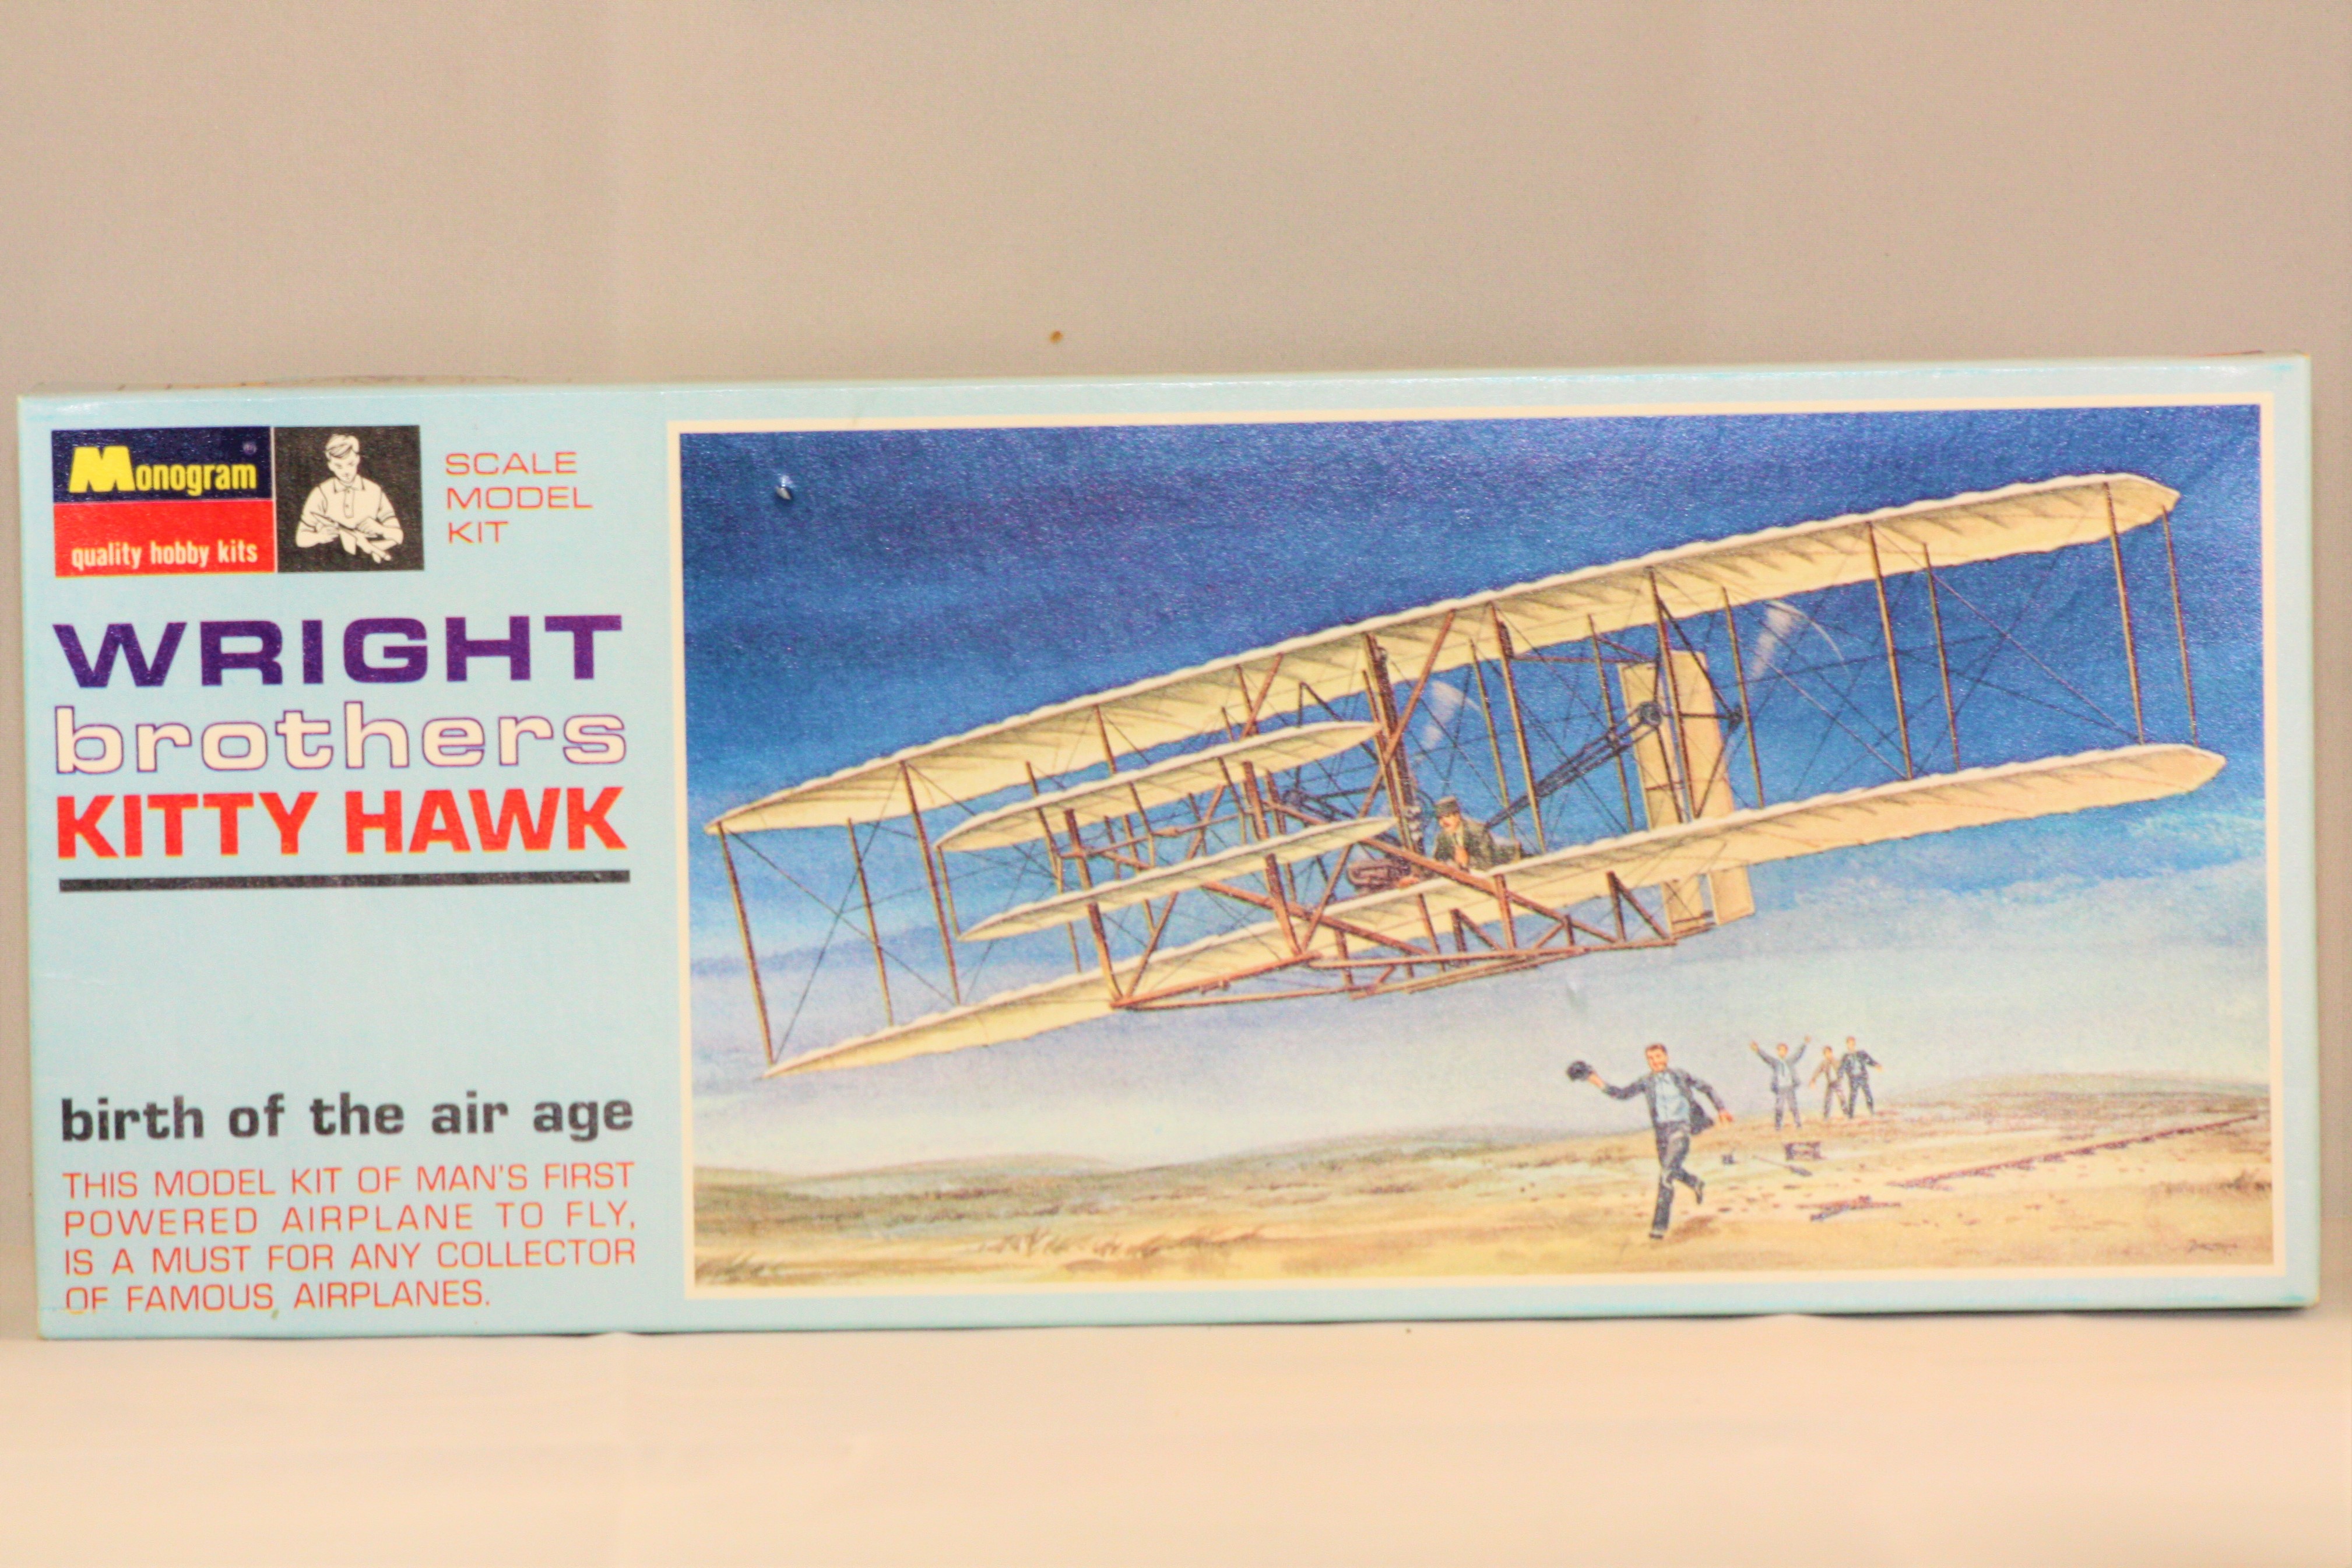 Monogram ®
quality hobby kits
SCALE
MODEL
KIT
WRIGHT
brothers
KITTY HAWK
birth of the air age
THIS MODEL KIT OF MAN'S FIRST
POWERED AIRPLANE TO FLY,
IS A MUST FOR ANY COLLECTOR
OF FAMOUS AIRPLANES.